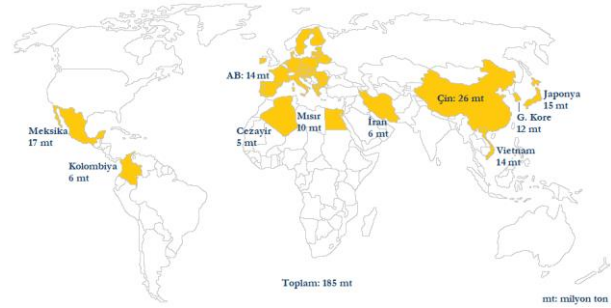 AB: 14 mt
Çin: 26 mt
Japonya
15 mt
G. Kore
12 mt
Meksika
17 mt
Mısır
10 mt
Cezayir
5 mt
İran
6 mt
Kolombiya
6 mt
Vietnam
14 mt
Toplam: 185 mt
mt: milyon ton